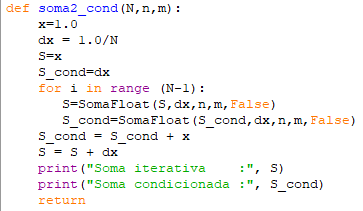 def soma2_cond(N,n,m):
    x=1.0
    dx = 1.0/N
    S=x
    S_cond=dx
    for i in range (N-1):
        S=SomaFloat(S,dx,n,m,False)
        S_cond=SomaFloat(S_cond,dx,n,m,False)
    S_cond = S_cond + x
    S = S + dx
    print("Soma iterativa   :", S)
    print("Soma condicionada :", S_cond)
    return